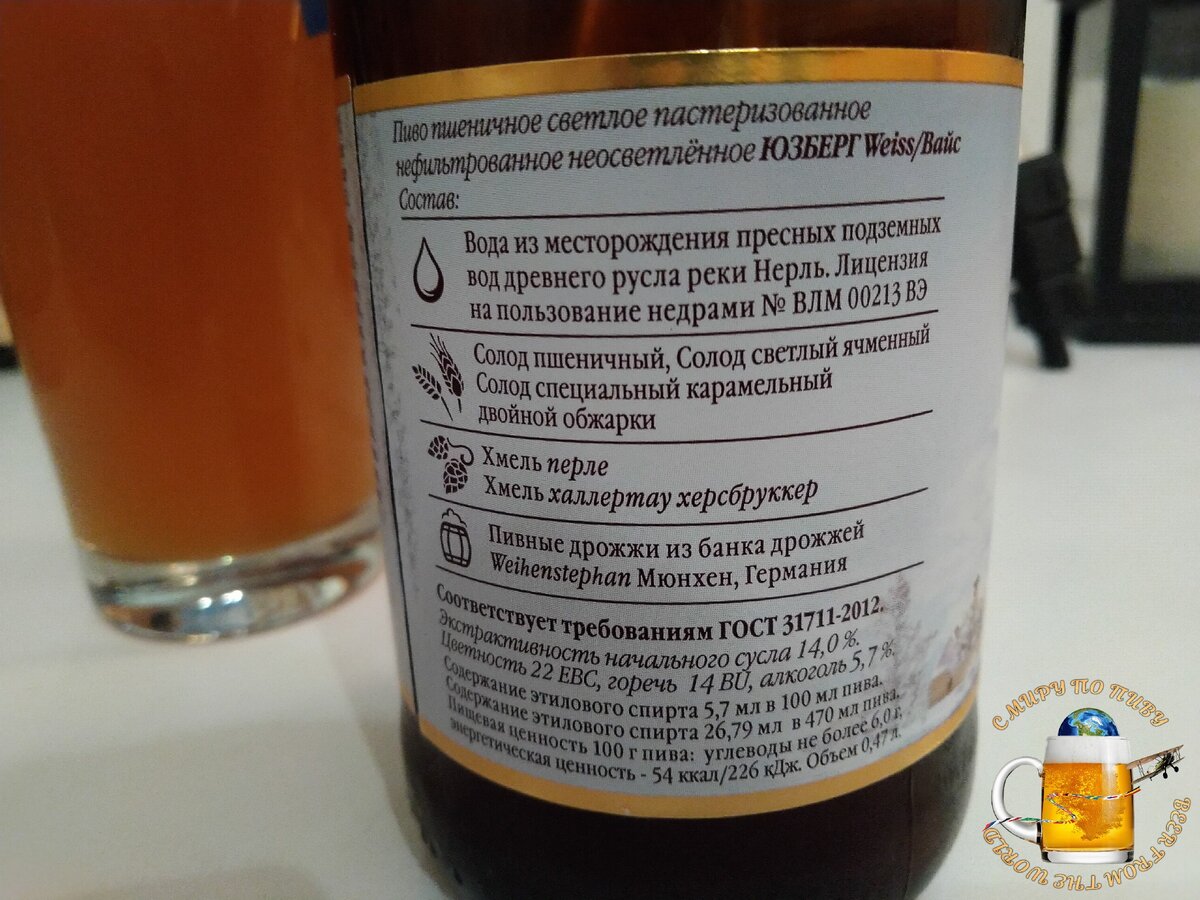 Пиво пшеничное светлое пастеризованное
нефильтрованное неосветлённое ЮЗБЕРГ Weiss/Вайс
Состав:
Вода из месторождения пресных подземных
вод древнего русла реки Нерль. Лицензия
на пользование недрами № ВЛМ 00213 ВЭ
Солод пшеничный, Солод светлый ячменный
Солод специальный карамельный
двойной обжарки
Хмель перле
Хмель халлертау херсбруккер
Пивные дрожжи из банка дрожжей
Weihenstephan Мюнхен, Германия
Соответствует требованиям ГОСТ 31711-2012.
Экстрактивность начального сусла 14,0 %.
Цветность 22 ЕВС, горечь 14 BU, алкоголь 5,7 %.
Содержание этилового спирта 5,7 мл в 100 мл пива.
Содержание этилового спирта 26,79 мл в 470 мл пива.
Пищевая ценность 100 г пива: углеводы не более 6,0 г,
энергетическая ценность - 54 ккал/226 кДж. Объем 0,47 л.
С МИРУ ПО ПИВУ
BEER FROM THE WORLD